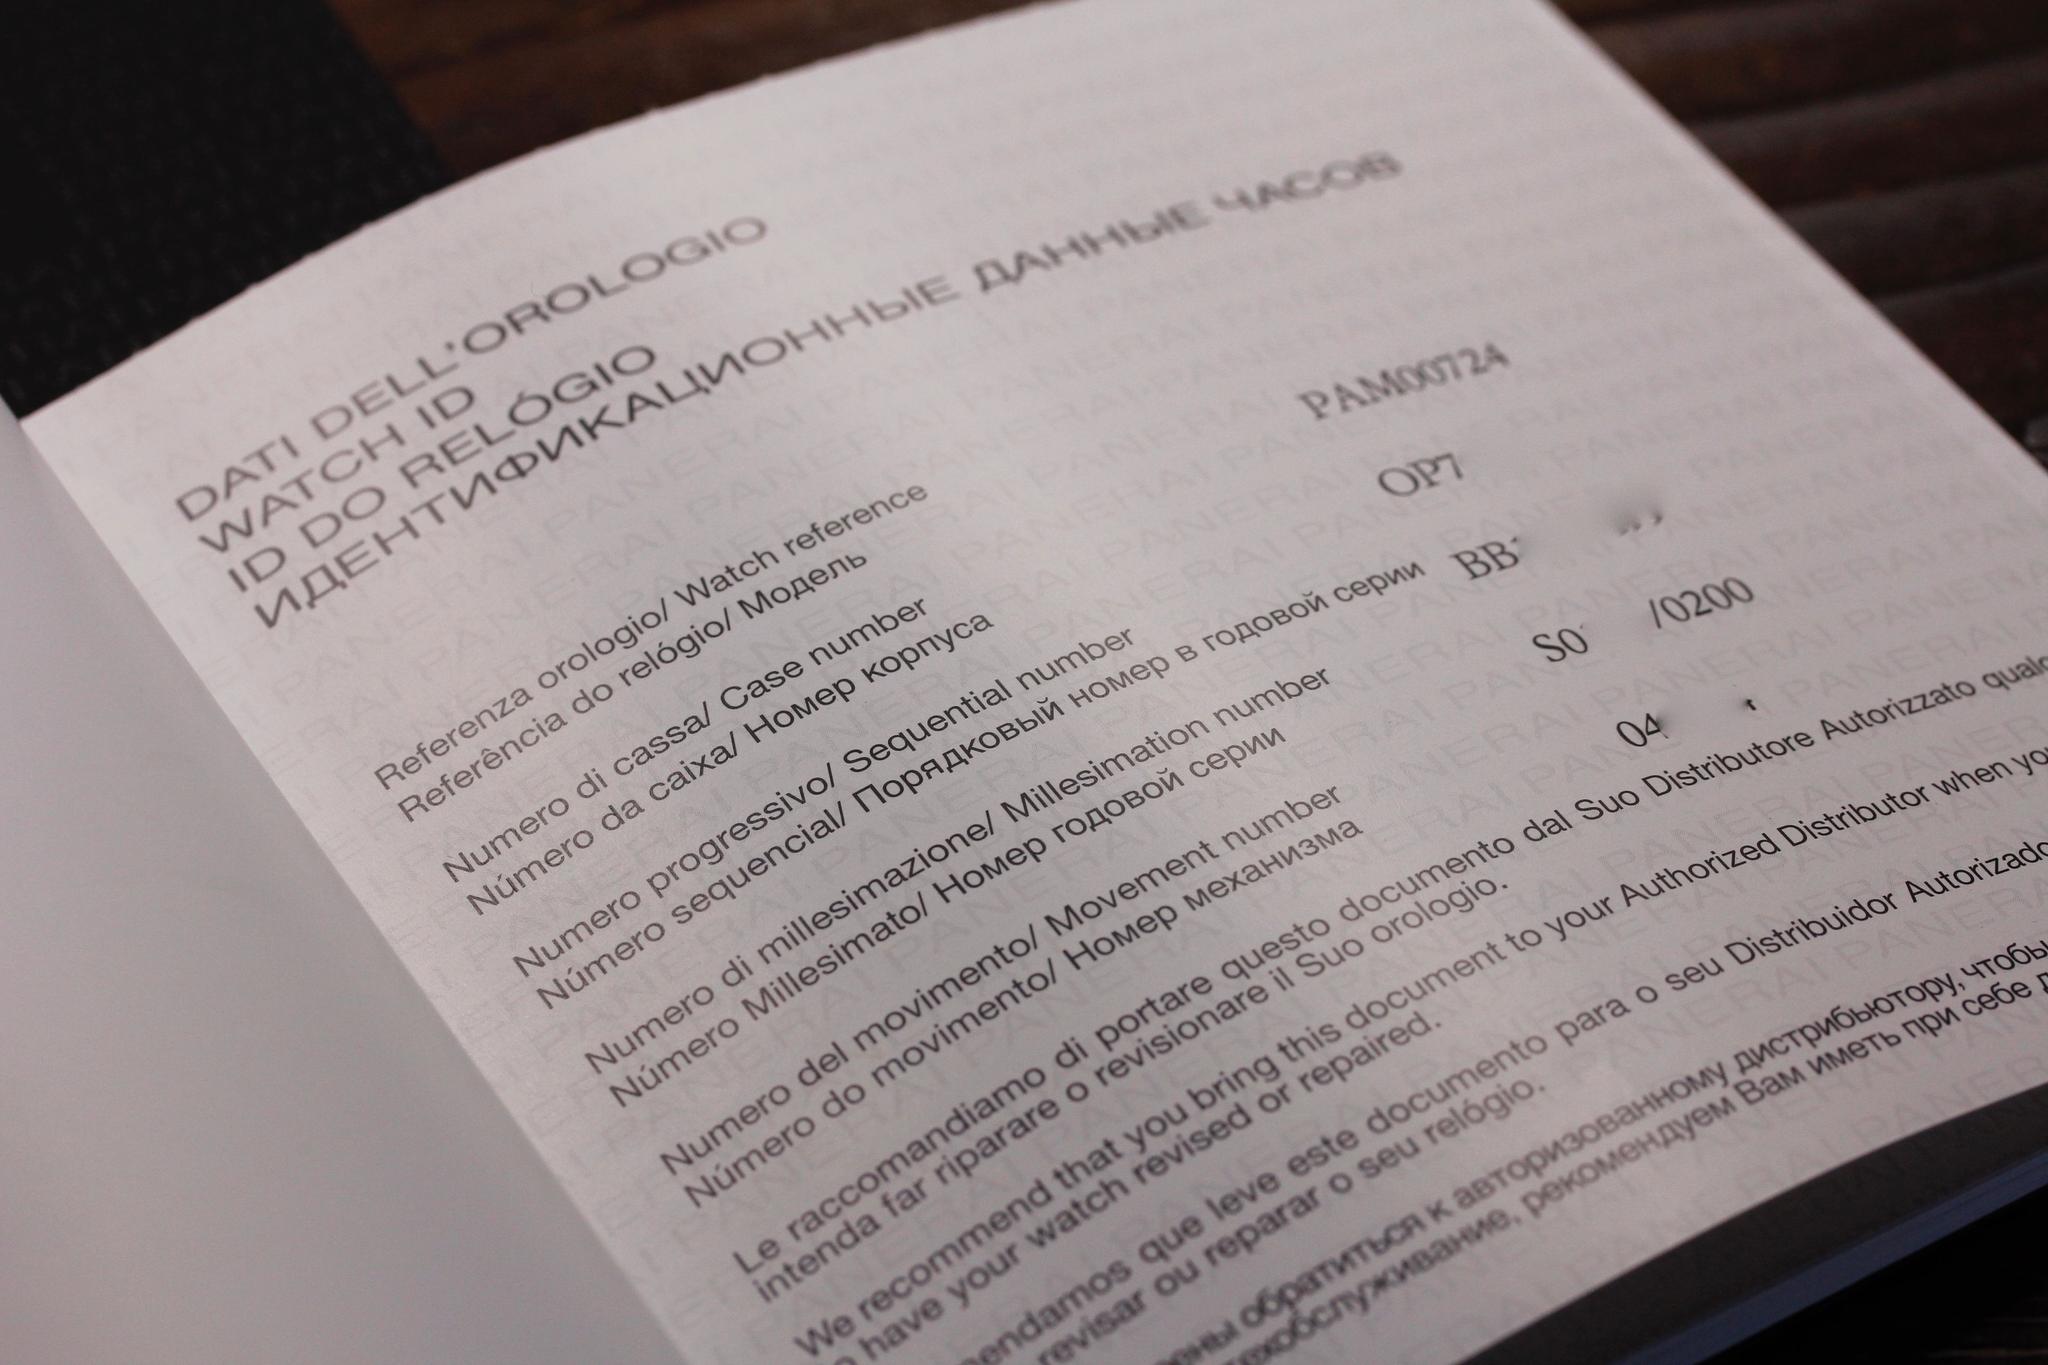 DATI DELL'OROLOGIO
WATCH ID
ID DO RELÓGIO
ИДЕНТИФИКАЦИОННЫЕ ДАННЫЕ ЧАСОВ
Referenza orologio/ Watch reference PAM00724
Referência do relógio/ Модель
Numero di cassa/ Case number OP7
Número da caixa/ Номер корпуса
Numero progressivo/ Sequential number BB
Número sequencial/ Порядковый номер в годовой серии
Numero di millesimazione/ Millesimation number S0 /0200
Número Millesimato/ Номер годовой серии
Numero del movimento/ Movement number 04
Número do movimento/ Номер механизма
Le raccomandiamo di portare questo documento dal Suo Distributore Autorizzato
intenda far riparare o revisionare il Suo orologio.
We recommend that you bring this document to your Authorized Distributor when
have your watch revised or repaired.
que leve este documento para o seu Distribuidor Autorizado
revisar ou reparar o seu relógio.
обратиться к авторизованному дистрибьютору, чтобы
рекомендуем Вам иметь при себе